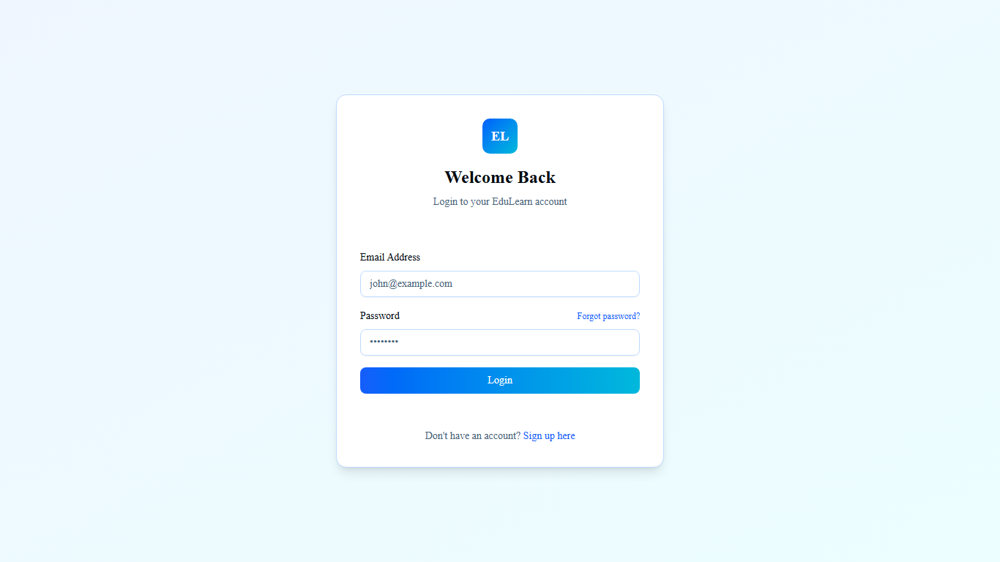 EL
Welcome Back
Login to your EduLearn account
Email Address
john@example.com
Password Forgot password?
••••••••
Login
Don't have an account? Sign up here